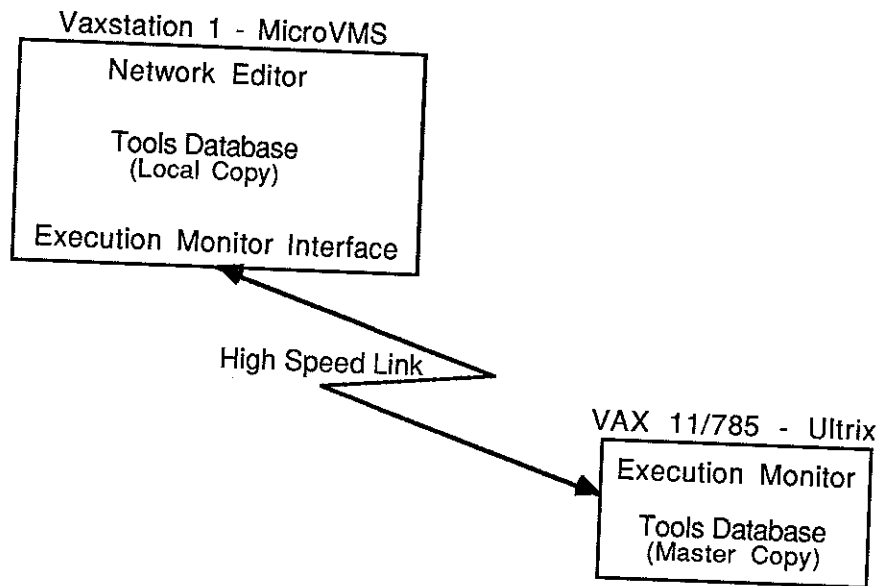 Vaxstation 1 - MicroVMS
Network Editor
Tools Database
(Local Copy)
Execution Monitor Interface
High Speed Link
VAX 11/785 - Ultrix
Execution Monitor
Tools Database
(Master Copy)